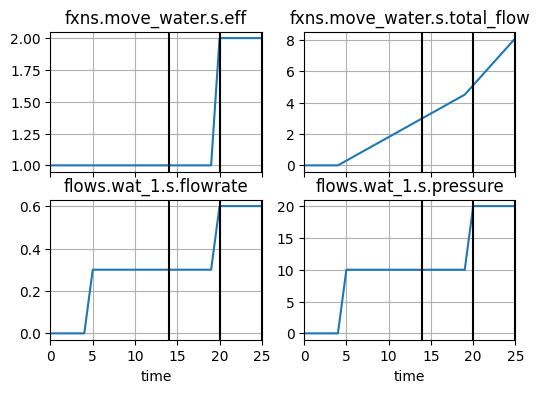 fxns.move_water.s.eff
fxns.move_water.s.total_flow
2.00
1.75
1.50
1.25
1.00
8
6
4
2
0
flows.wat_1.s.flowrate
flows.wat_1.s.pressure
0.6
0.4
0.2
0.0
20
15
10
5
0
0 5 10 15 20 25
0 5 10 15 20 25
time
time